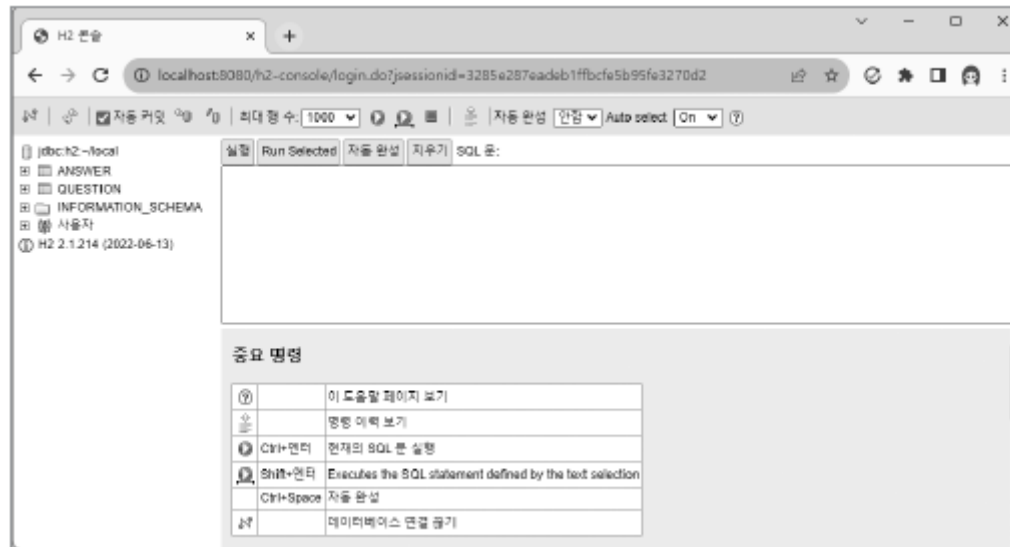 H2 콘솔
localhost:8080/h2-console/login.do?jsessionid=3285e287eadeb1ffbcfe5b95fe3270d2
자동 커밋 최대 행 수: 1000 자동 완성 안함 Auto select On
jdbc:h2:~/local
ANSWER
QUESTION
INFORMATION_SCHEMA
사용자
H2 2.1.214 (2022-06-13)
실행 Run Selected 자동 완성 지우기 SQL 문:
중요 명령
이 도움말 페이지 보기
명령 이력 보기
Ctrl+엔터 현재의 SQL 문 실행
Shift+엔터 Executes the SQL statement defined by the text selection
Ctrl+Space 자동 완성
데이터베이스 연결 끊기